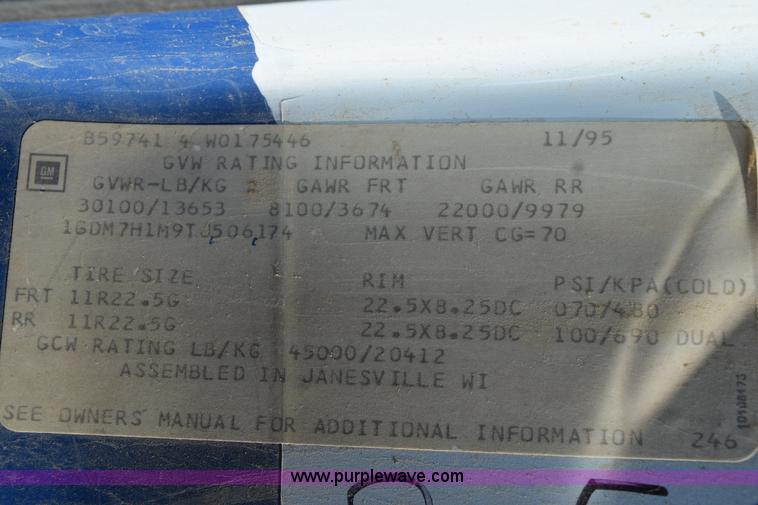 B59741 4 W0175446 11/95
GVW RATING INFORMATION
GM
GVWR-LB/KG GAWR FRT GAWR RR
30100/13653 8100/3674 22000/9979
1GDM7H1M9TJ506174 MAX VERT CG=70
TIRE SIZE RIM PSI/KPA(COLD)
FRT 11R22.5G 22.5X8.25DC 070/480
RR 11R22.5G 22.5X8.25DC 100/690 DUAL
GCW RATING LB/KG 45000/20412
ASSEMBLED IN JANESVILLE WI
SEE OWNERS MANUAL FOR ADDITIONAL INFORMATION 246
www.purplewave.com